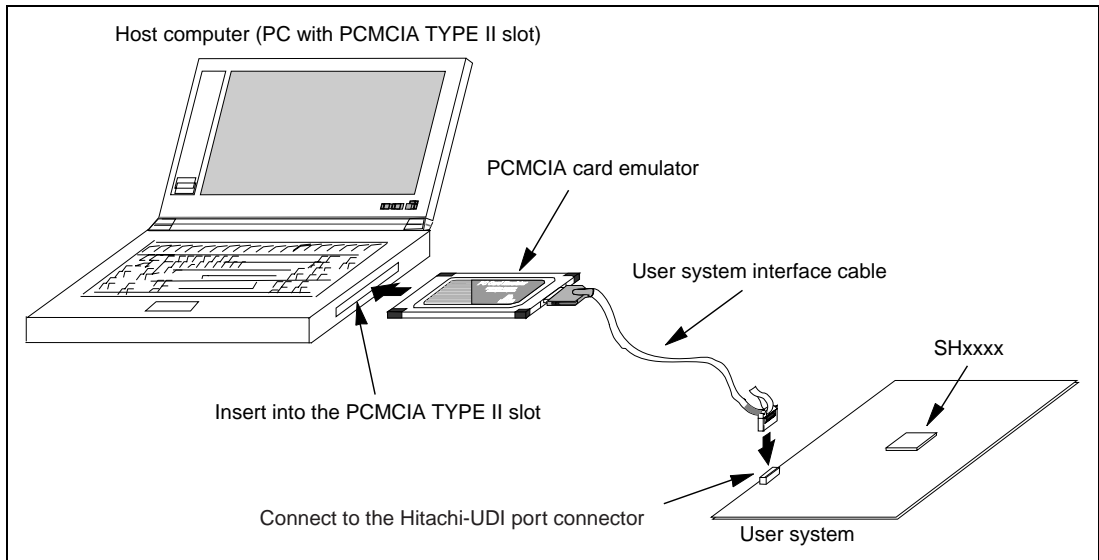 Host computer (PC with PCMCIA TYPE II slot)
PCMCIA card emulator
User system interface cable
SHxxxx
Insert into the PCMCIA TYPE II slot
Connect to the Hitachi-UDI port connector
User system